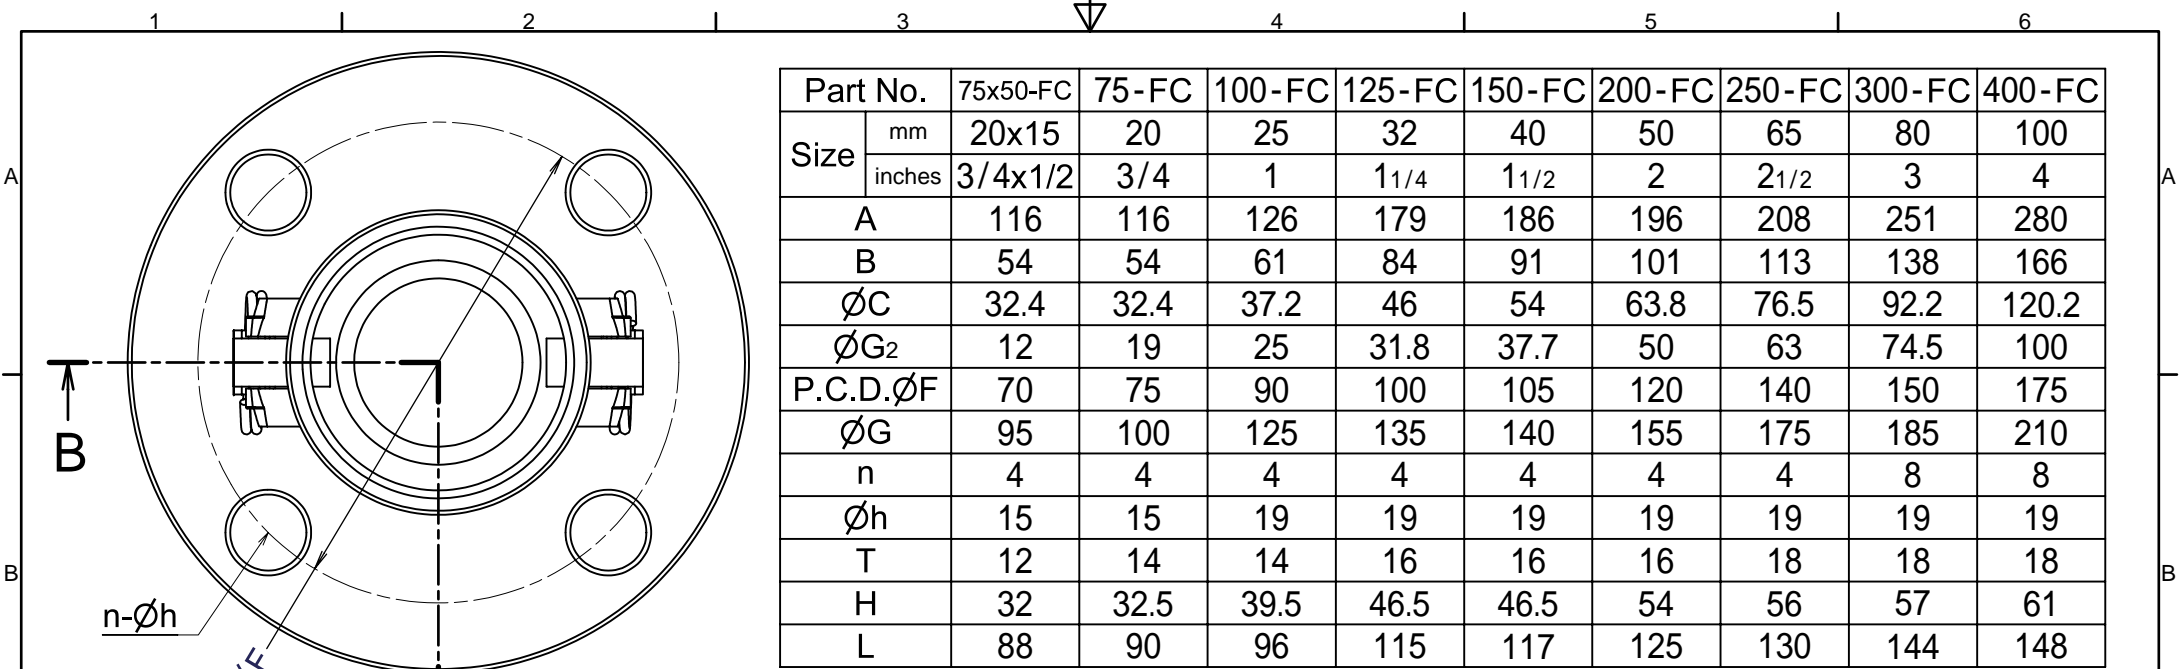 1 2 3 4 5 6
Part No. 75x50-FC 75-FC 100-FC 125-FC 150-FC 200-FC 250-FC 300-FC 400-FC
Size mm 20x15 20 25 32 40 50 65 80 100
inches 3/4x1/2 3/4 1 11/4 11/2 2 21/2 3 4
A A
A 116 116 126 179 186 196 208 251 280
B 54 54 61 84 91 101 113 138 166
ØC 32.4 32.4 37.2 46 54 63.8 76.5 92.2 120.2
ØG2 12 19 25 31.8 37.7 50 63 74.5 100
P.C.D.ØF 70 75 90 100 105 120 140 150 175
ØG 95 100 125 135 140 155 175 185 210
B
n 4 4 4 4 4 4 4 8 8
Øh 15 15 19 19 19 19 19 19 19
T 12 14 14 16 16 16 18 18 18
B B
H 32 32.5 39.5 46.5 46.5 54 56 57 61
n-Øh
L 88 90 96 115 117 125 130 144 148